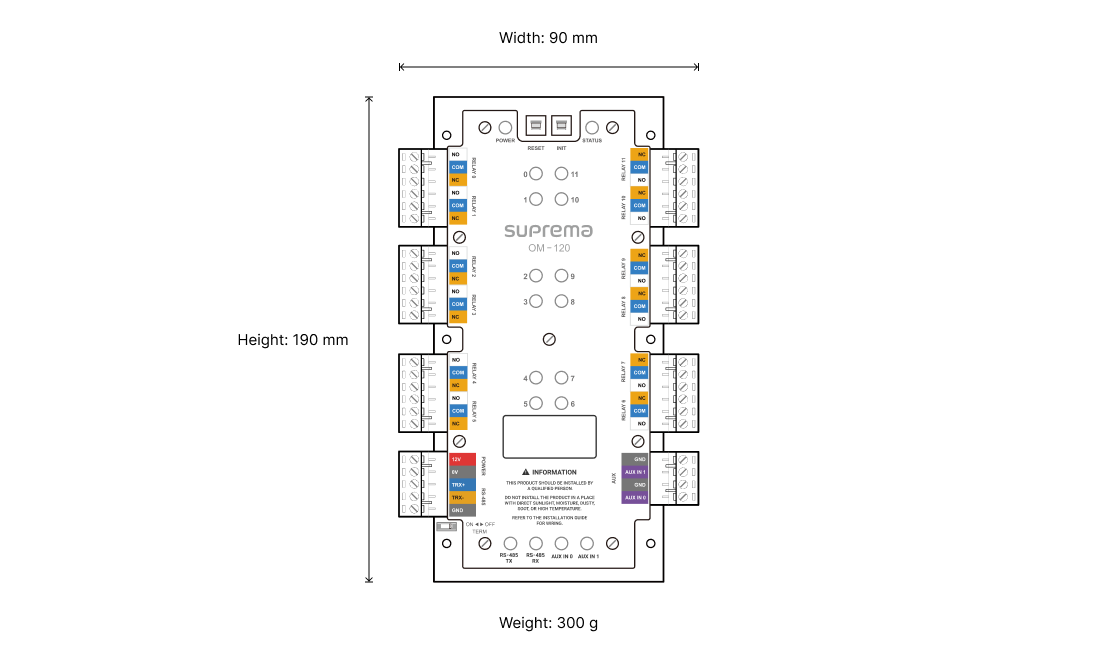 Width: 90 mm
Height: 190 mm
POWER
RESET
INIT
STATUS
NO
COM
NC
RELAY 0
NO
COM
NC
RELAY 1
NO
COM
NC
RELAY 2
NO
COM
NC
RELAY 3
NO
COM
NC
RELAY 4
NO
COM
NC
RELAY 5
12V
0V
POWER
TRX+
TRX-
GND
RS-485
ON ◄► OFF
TERM
0
11
1
10
suprema
OM-120
2
9
3
8
4
7
5
6
⚠ INFORMATION
THIS PRODUCT SHOULD BE INSTALLED BY
A QUALIFIED PERSON.
DO NOT INSTALL THE PRODUCT IN A PLACE
WITH DIRECT SUNLIGHT, MOISTURE, DUSTY,
SOOT, OR HIGH TEMPERATURE.
REFER TO THE INSTALLATION GUIDE
FOR WIRING.
RELAY 11
NC
COM
NO
RELAY 10
NC
COM
NO
RELAY 9
NC
COM
NO
RELAY 8
NC
COM
NO
RELAY 7
NC
COM
NO
RELAY 6
NC
COM
NO
AUX
GND
AUX IN 1
GND
AUX IN 0
RS-485
TX
RS-485
RX
AUX IN 0
AUX IN 1
Weight: 300 g